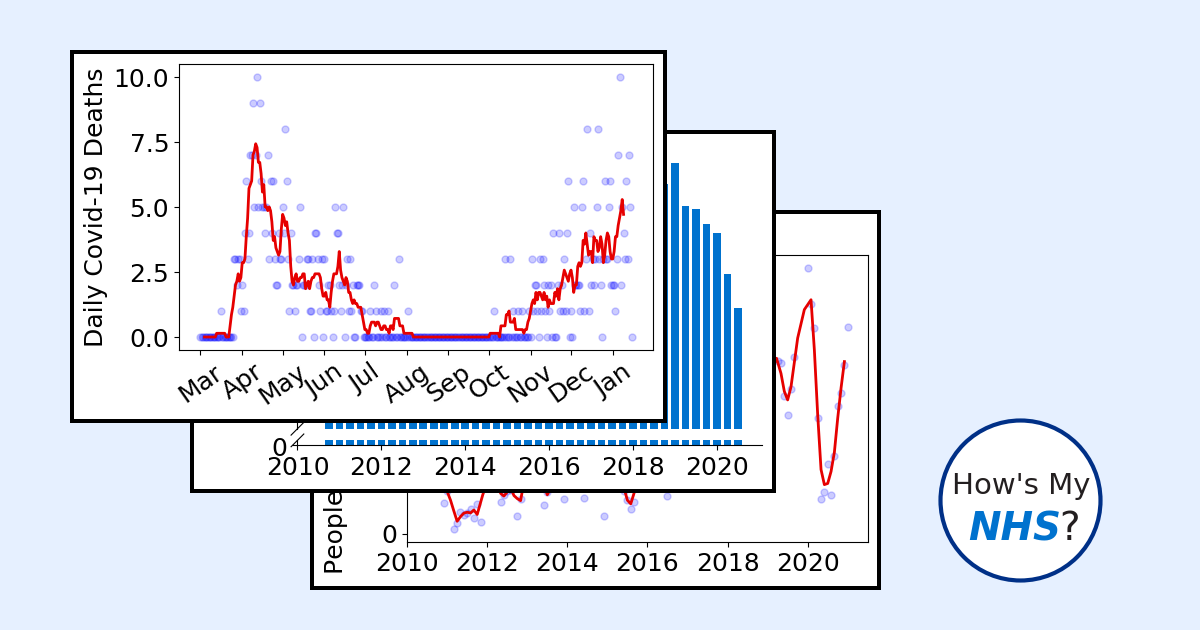 Daily Covid-19 Deaths
10.0
7.5
5.0
2.5
0.0
Mar Apr May Jun Jul Aug Sep Oct Nov Dec Jan
0
2010 2012 2014 2016 2018 2020
People
0
2010 2012 2014 2016 2018 2020
How's My
NHS?